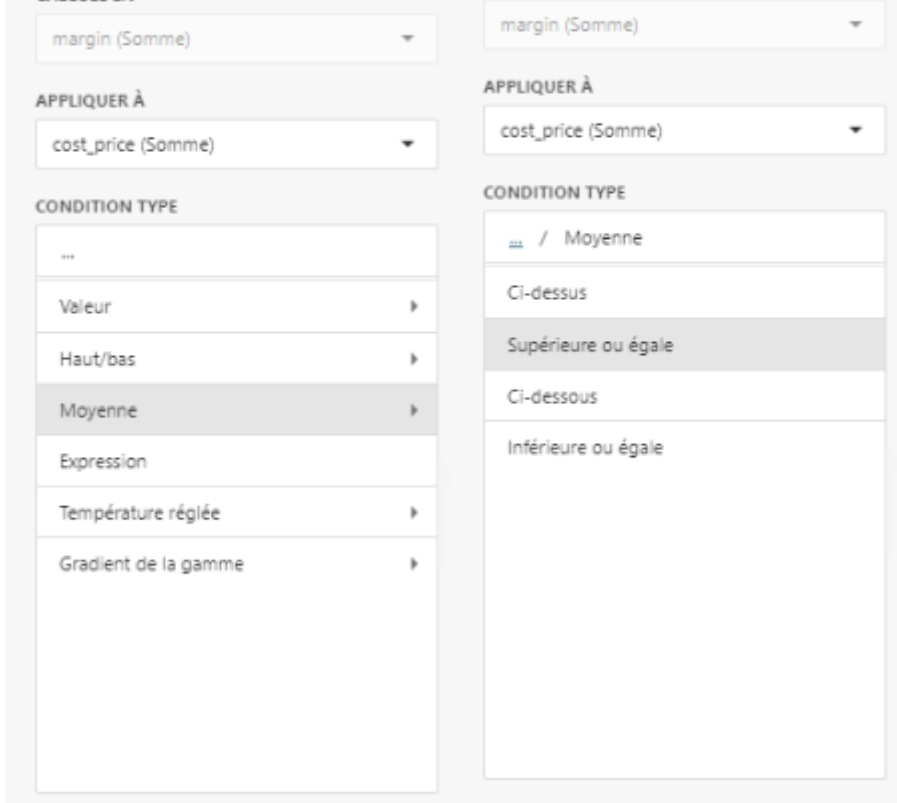 margin (Somme)
APPLIQUER À
cost_price (Somme)
CONDITION TYPE
...
Valeur
Haut/bas
Moyenne
Expression
Température réglée
Gradient de la gamme
margin (Somme)
APPLIQUER À
cost_price (Somme)
CONDITION TYPE
... / Moyenne
Ci-dessus
Supérieure ou égale
Ci-dessous
Inférieure ou égale